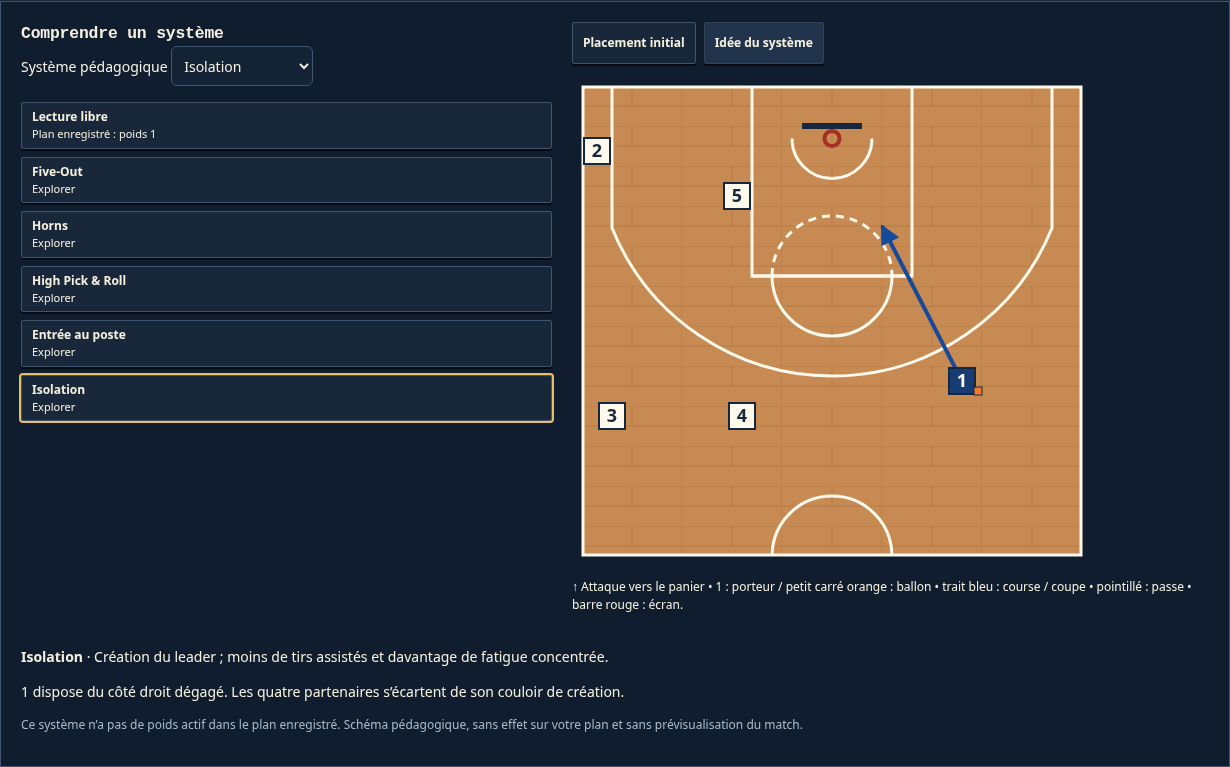 Comprendre un système
Système pédagogique Isolation
Lecture libre
Plan enregistré : poids 1
Five-Out
Explorer
Horns
Explorer
High Pick & Roll
Explorer
Entrée au poste
Explorer
Isolation
Explorer
Placement initial Idée du système
2
5
1
3 4
↑ Attaque vers le panier • 1 : porteur / petit carré orange : ballon • trait bleu : course / coupe • pointillé : passe •
barre rouge : écran.
Isolation · Création du leader ; moins de tirs assistés et davantage de fatigue concentrée.
1 dispose du côté droit dégagé. Les quatre partenaires s’écartent de son couloir de création.
Ce système n’a pas de poids actif dans le plan enregistré. Schéma pédagogique, sans effet sur votre plan et sans prévisualisation du match.